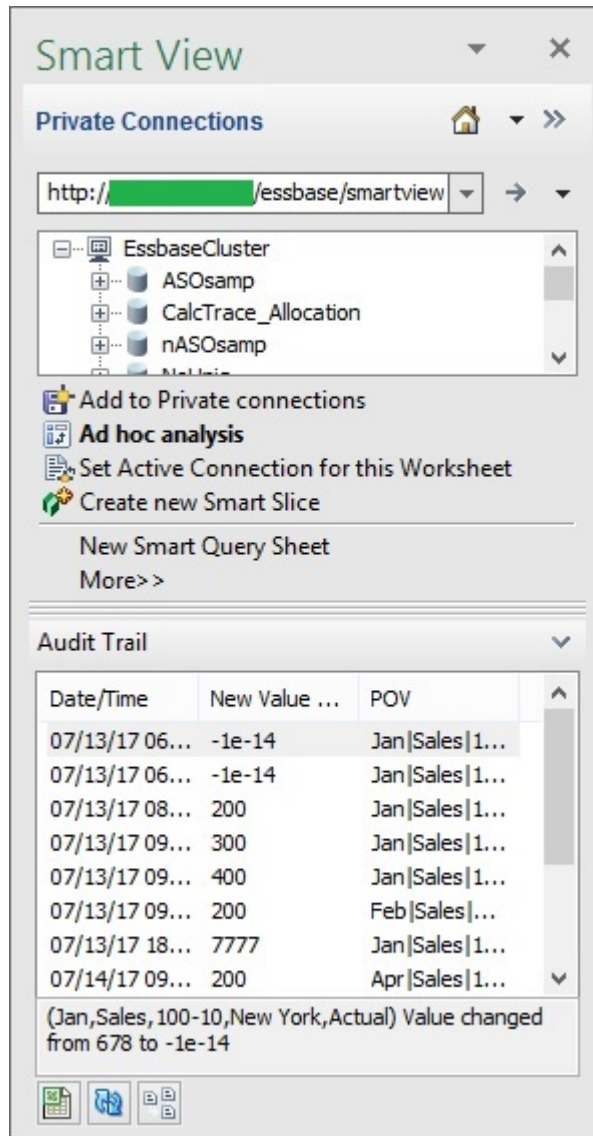 Smart View
Private Connections
http:// /essbase/smartview
EssbaseCluster
ASOsamp
CalcTrace_Allocation
nASOsamp
Add to Private connections
Ad hoc analysis
Set Active Connection for this Worksheet
Create new Smart Slice
New Smart Query Sheet
More>>
Audit Trail
Date/Time New Value ... POV
07/13/17 06... -1e-14 Jan|Sales|1...
07/13/17 06... -1e-14 Jan|Sales|1...
07/13/17 08... 200 Jan|Sales|1...
07/13/17 09... 300 Jan|Sales|1...
07/13/17 09... 400 Jan|Sales|1...
07/13/17 09... 200 Feb|Sales|...
07/13/17 18... 7777 Jan|Sales|1...
07/14/17 09... 200 Apr|Sales|1...
(Jan,Sales,100-10,New York,Actual) Value changed
from 678 to -1e-14